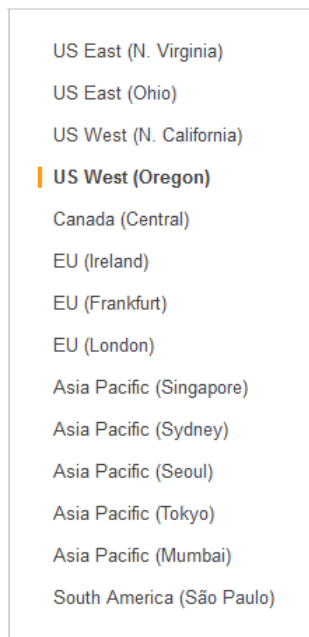 US East (N. Virginia)
US East (Ohio)
US West (N. California)
US West (Oregon)
Canada (Central)
EU (Ireland)
EU (Frankfurt)
EU (London)
Asia Pacific (Singapore)
Asia Pacific (Sydney)
Asia Pacific (Seoul)
Asia Pacific (Tokyo)
Asia Pacific (Mumbai)
South America (São Paulo)